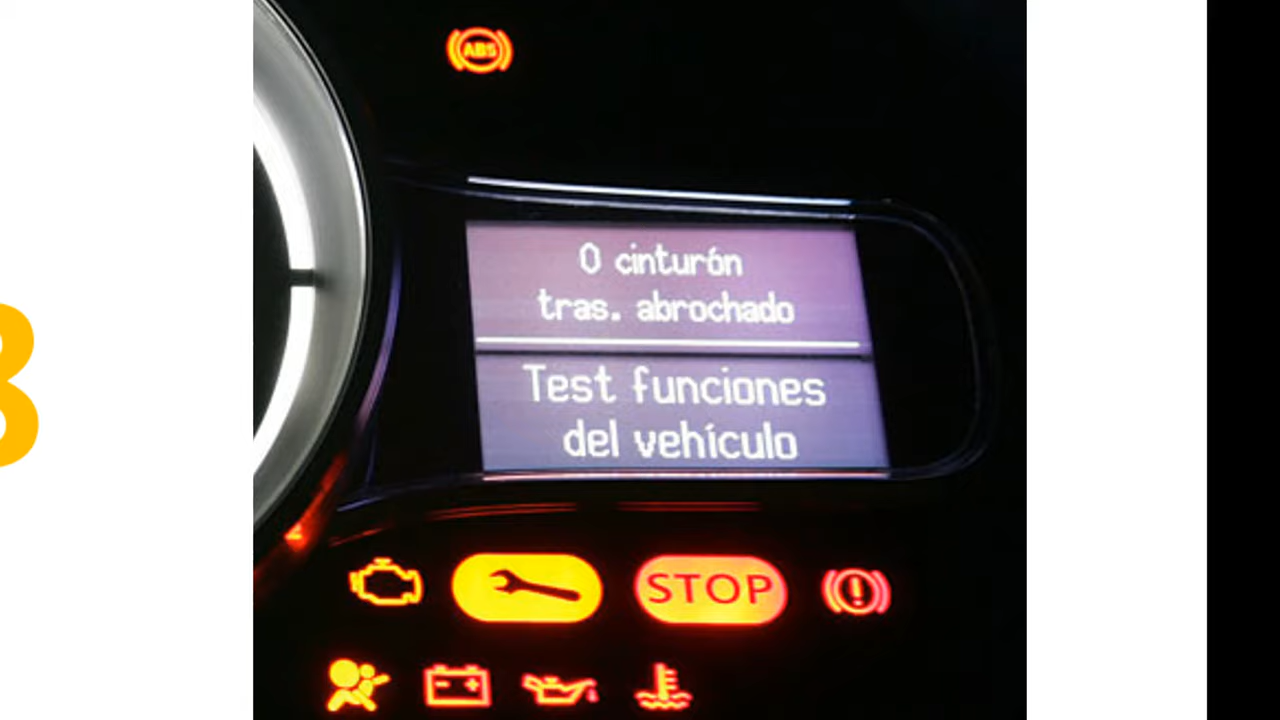 ABS
0 cinturón
tras. abrochado
Test funciones
del vehículo
STOP